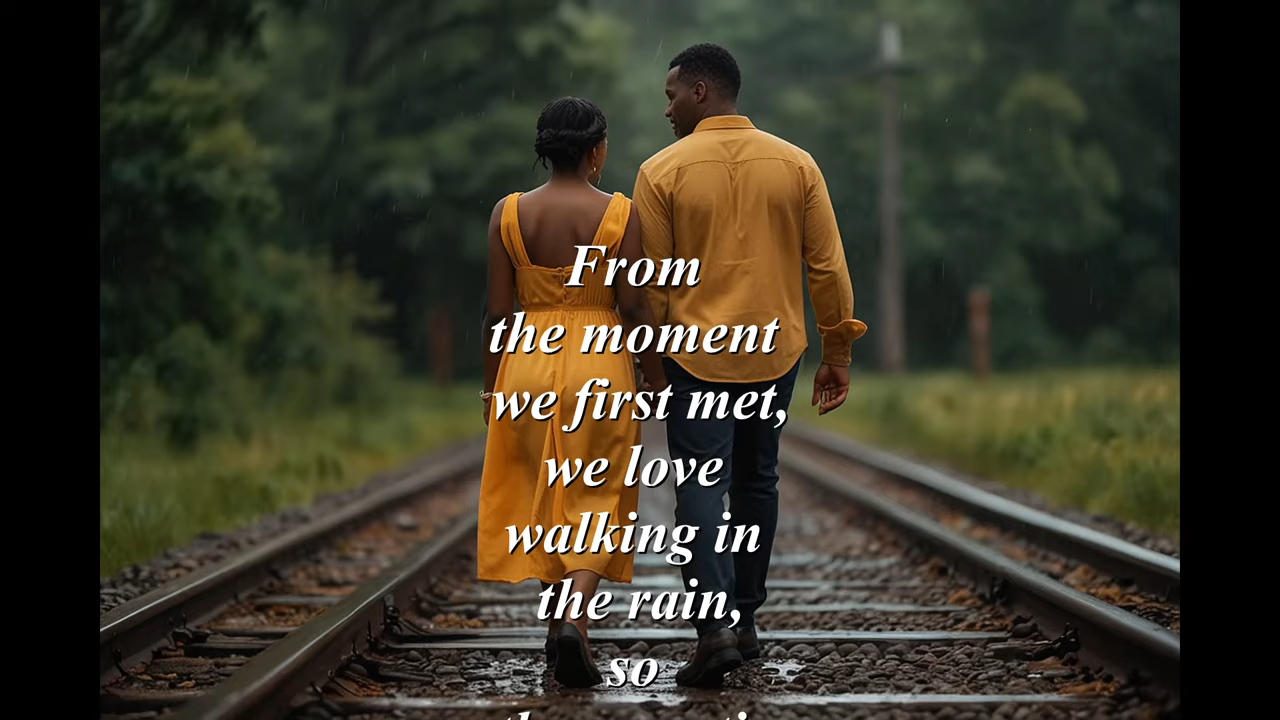 From
the moment
we first met,
we love
walking in
the rain,
so